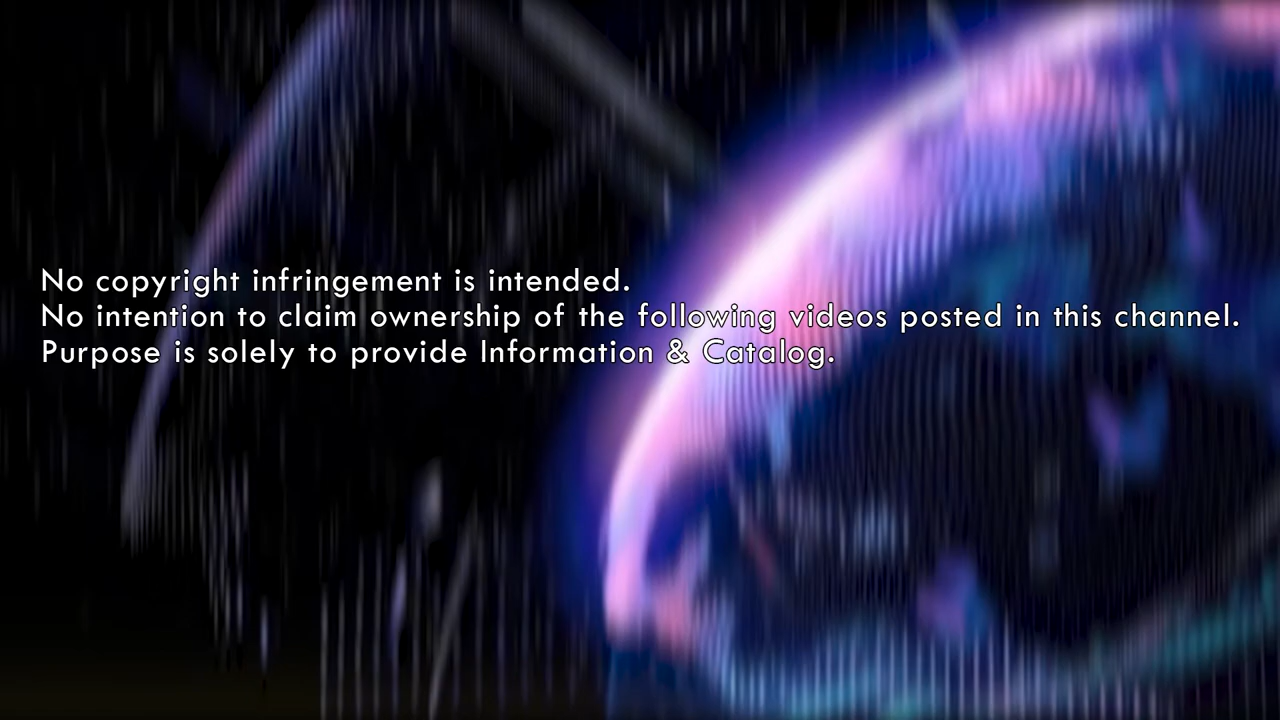 No copyright infringement is intended.
No intention to claim ownership of the following videos posted in this channel.
Purpose is solely to provide Information & Catalog.